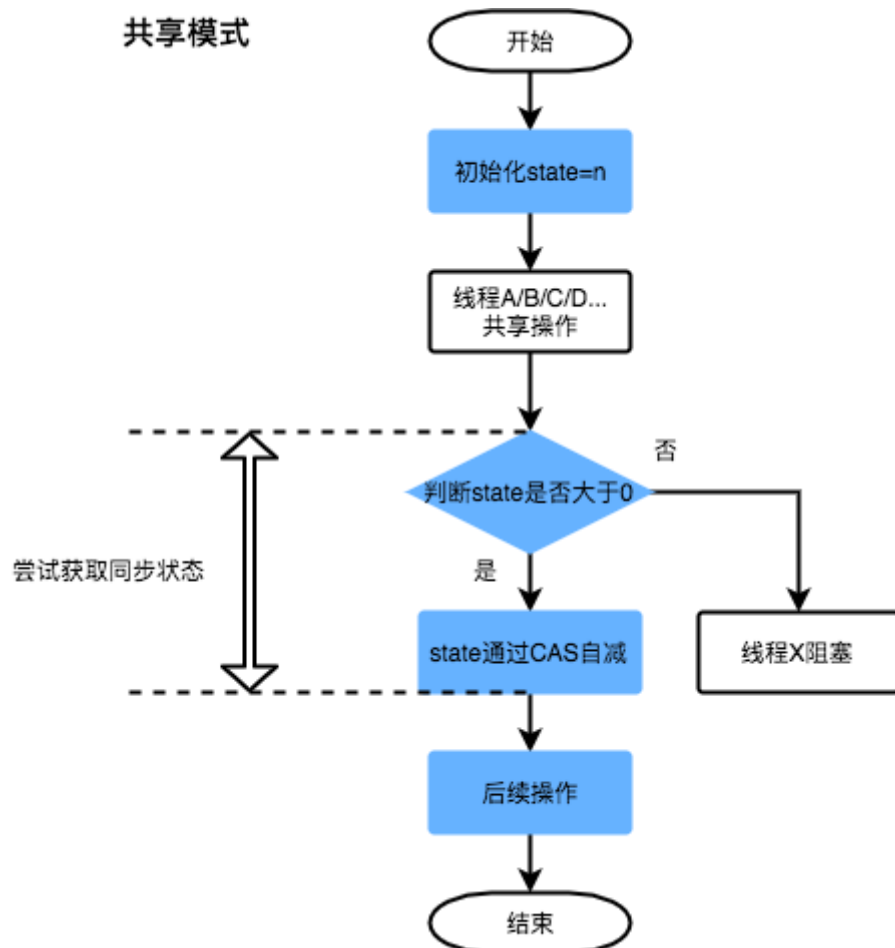 共享模式
开始
初始化state=n
线程A/B/C/D...
共享操作
判断state是否大于0
否
是
尝试获取同步状态
state通过CAS自减
线程X阻塞
后续操作
结束